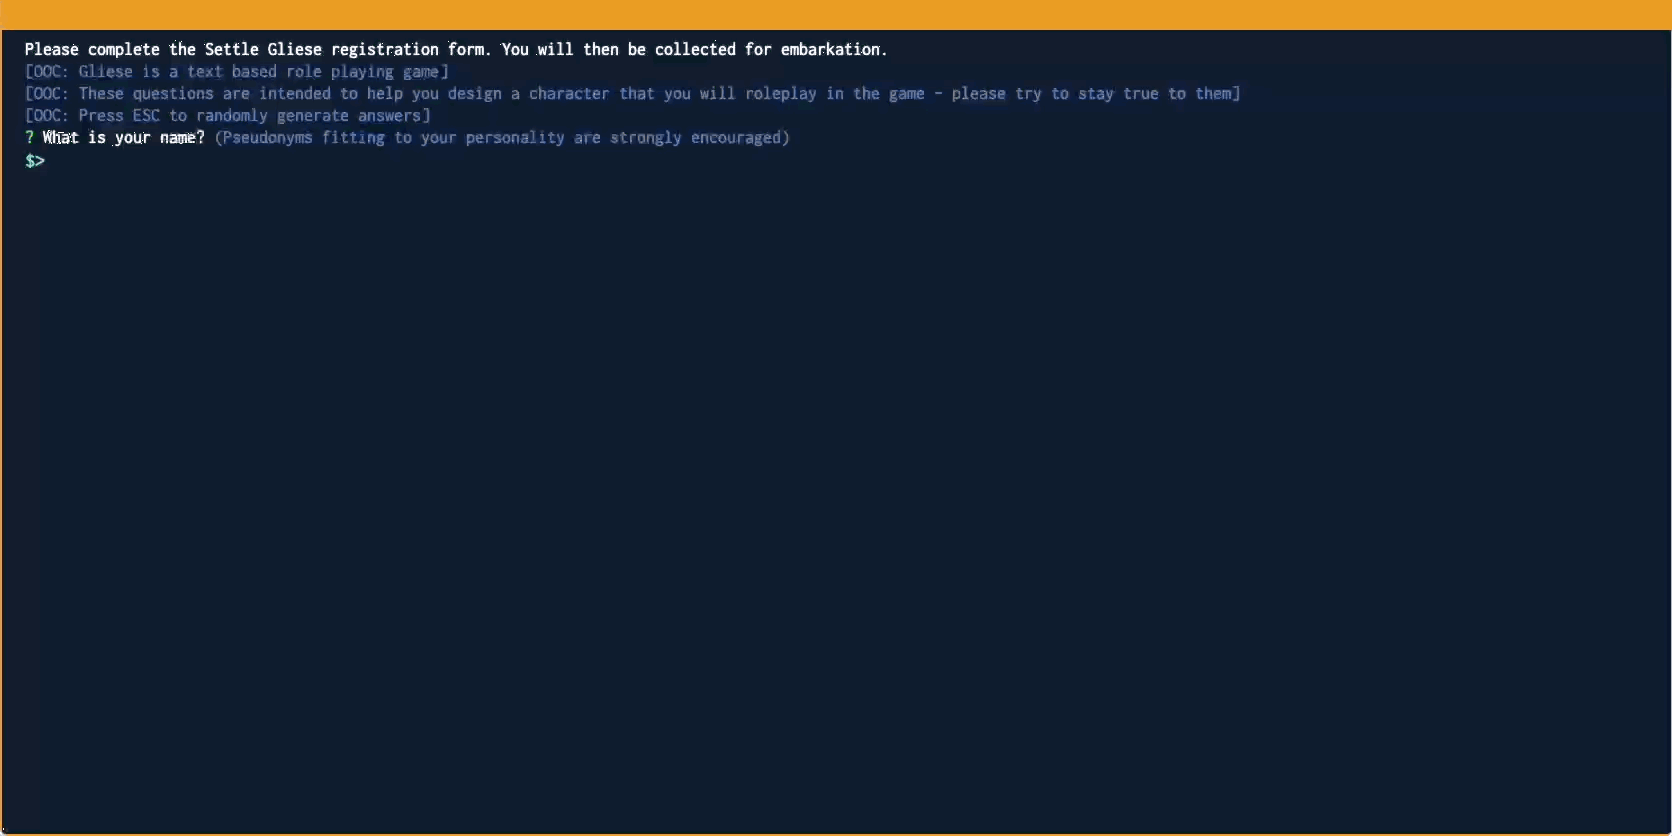 Please complete the Settle Gliese registration form. You will then be collected for embarkation.
[OOC: Gliese is a text based role playing game]
[OOC: These questions are intended to help you design a character that you will roleplay in the game - please try to stay true to them]
[OOC: Press ESC to randomly generate answers]
? What is your name? (Pseudonyms fitting to your personality are strongly encouraged)
$>